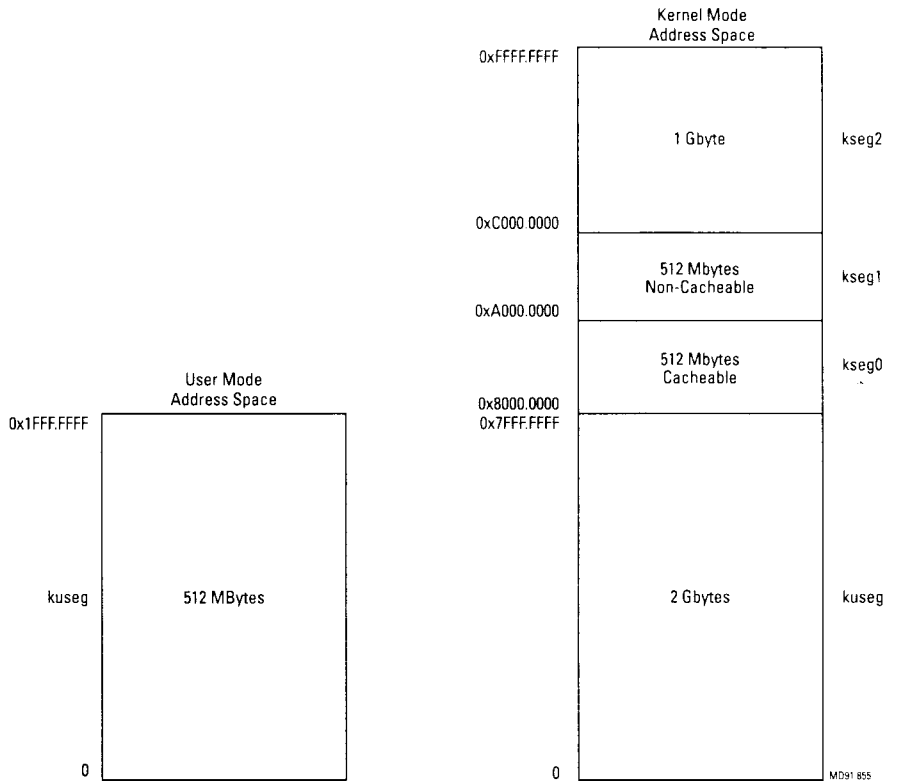 Kernel Mode
Address Space
0xFFFF.FFFF
1 Gbyte
kseg2
0xC000.0000
512 Mbytes
Non-Cacheable
kseg1
0xA000.0000
512 Mbytes
Cacheable
kseg0
0x8000.0000
0x7FFF.FFFF
2 Gbytes
kuseg
0
User Mode
Address Space
0x1FFF.FFFF
kuseg
512 MBytes
0
MD91 855